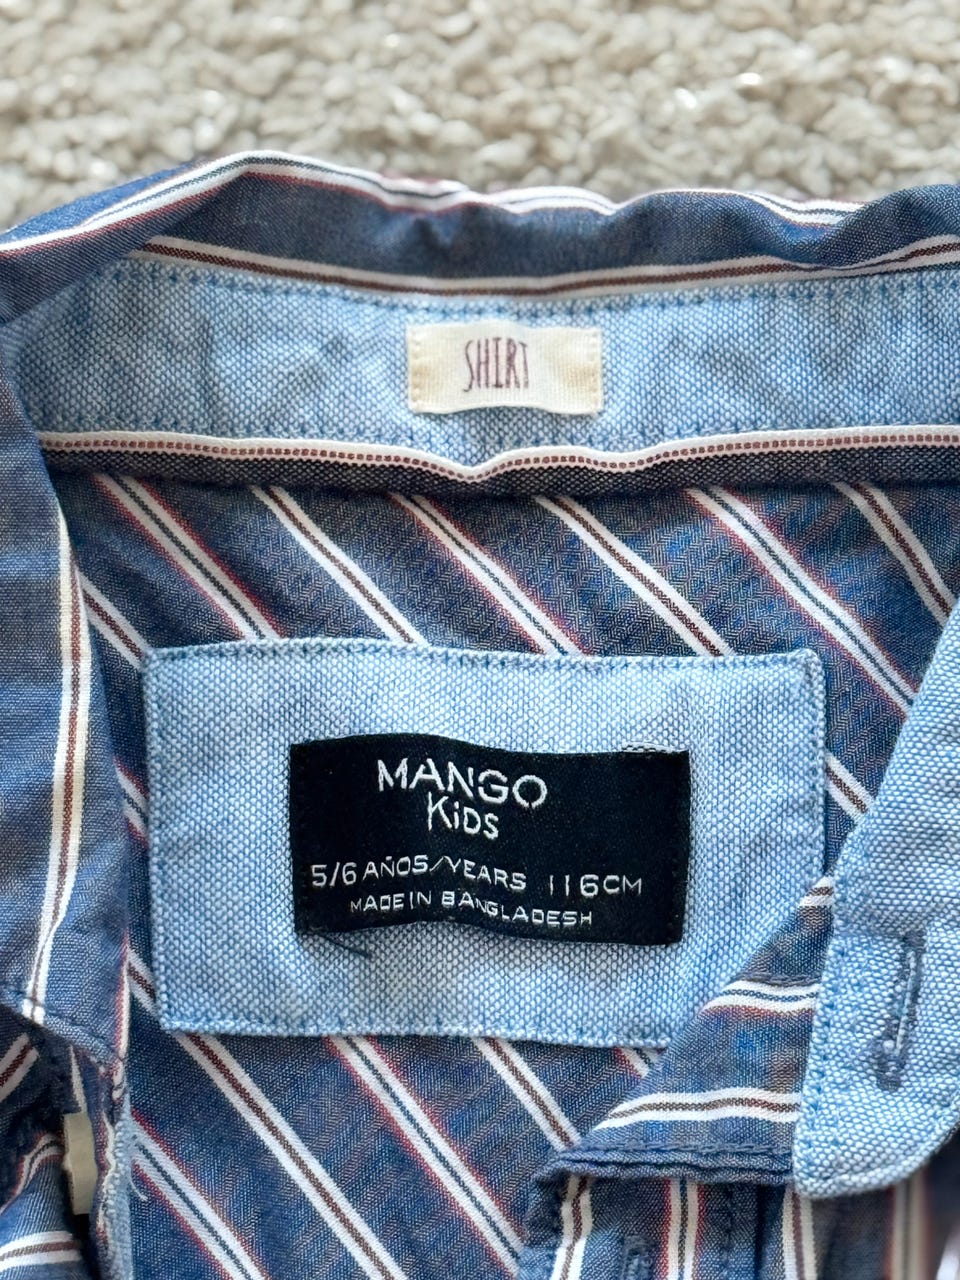 SHIRT
MANGO
KiDS
5/6 AÑOS/YEARS 116CM
MADE IN BANGLADESH